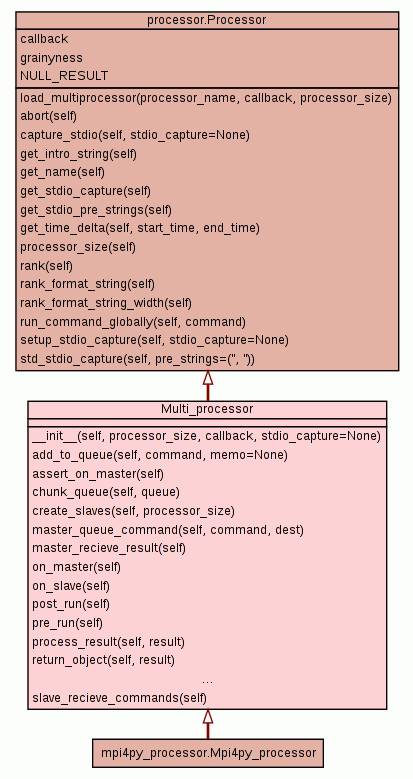 processor.Processor
callback
grainyness
NULL_RESULT
load_multiprocessor(processor_name, callback, processor_size)
abort(self)
capture_stdio(self, stdio_capture=None)
get_intro_string(self)
get_name(self)
get_stdio_capture(self)
get_stdio_pre_strings(self)
get_time_delta(self, start_time, end_time)
processor_size(self)
rank(self)
rank_format_string(self)
rank_format_string_width(self)
run_command_globally(self, command)
setup_stdio_capture(self, stdio_capture=None)
std_stdio_capture(self, pre_strings=('', ''))
Multi_processor
__init__(self, processor_size, callback, stdio_capture=None)
add_to_queue(self, command, memo=None)
assert_on_master(self)
chunk_queue(self, queue)
create_slaves(self, processor_size)
master_queue_command(self, command, dest)
master_recieve_result(self)
on_master(self)
on_slave(self)
post_run(self)
pre_run(self)
process_result(self, result)
return_object(self, result)
...
slave_recieve_commands(self)
mpi4py_processor.Mpi4py_processor